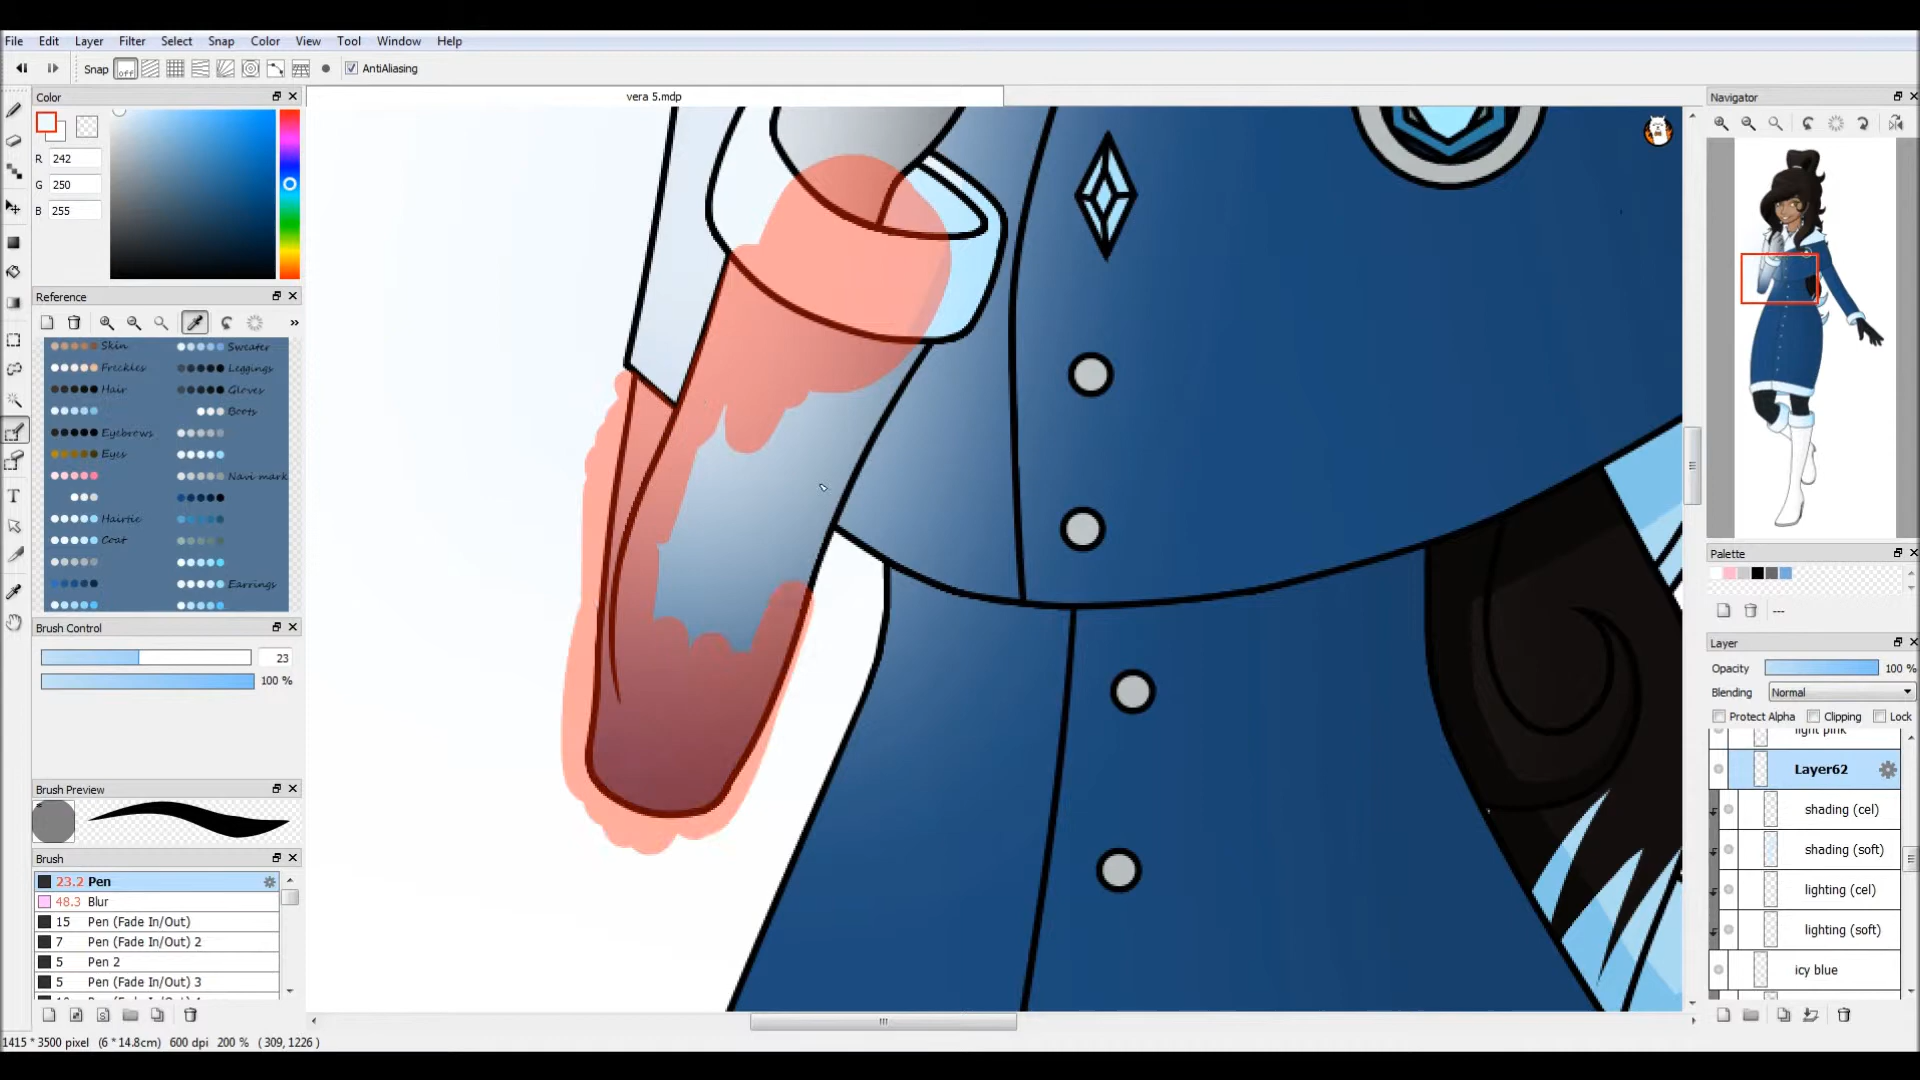 File Edit Layer Filter Select Snap Color View Tool Window Help
Snap off AntiAliasing
Color
vera 5.mdp
Navigator
R 242
G 250
B 255
Reference
Skin Sweater
Freckles Leggings
Hair Gloves
Boots
Eyebrows
Eyes
Navi mark
Hairtie
Coat
Earrings
Brush Control
23
100 %
Brush Preview
Brush
23.2 Pen
48.3 Blur
15 Pen (Fade In/Out)
7 Pen (Fade In/Out) 2
5 Pen 2
5 Pen (Fade In/Out) 3
Palette
---
Layer
Opacity 100 %
Blending Normal
Protect Alpha Clipping Lock
light pink
Layer62
shading (cel)
shading (soft)
lighting (cel)
lighting (soft)
icy blue
1415 * 3500 pixel (6 * 14.8cm) 600 dpi 200 % ( 309, 1226 )